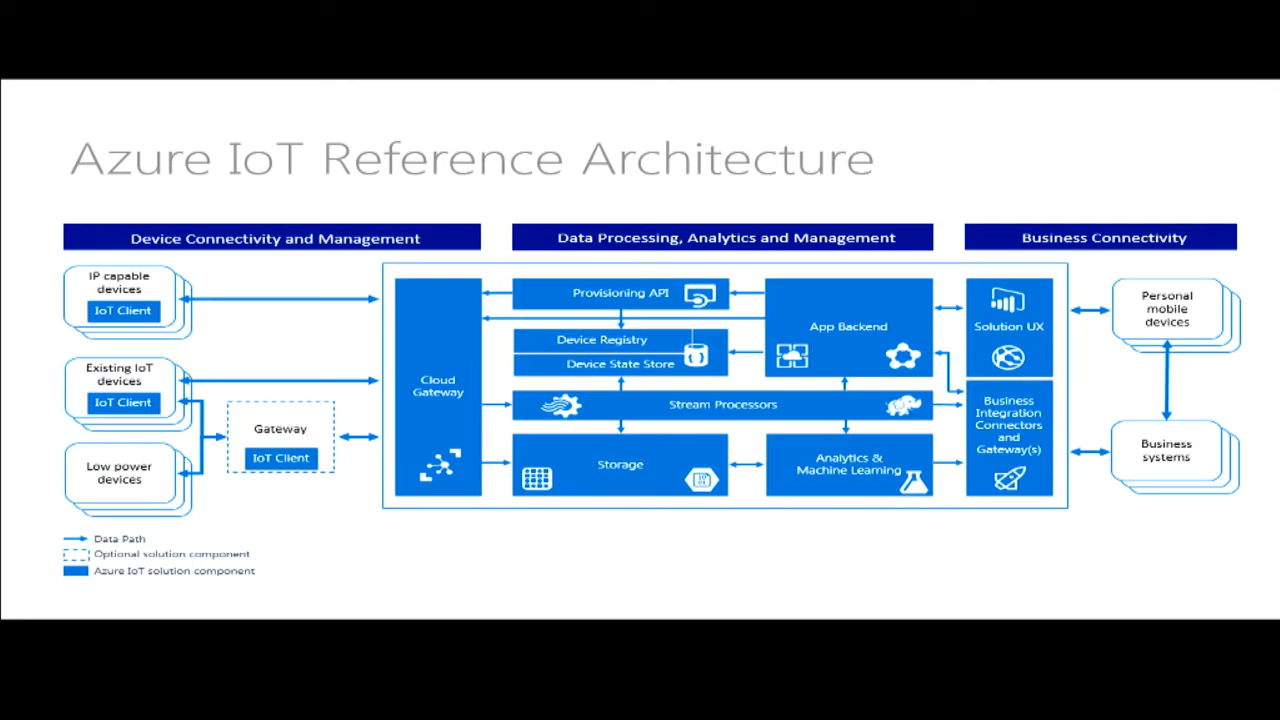 Azure IoT Reference Architecture
Device Connectivity and Management
Data Processing, Analytics and Management
Business Connectivity
IP capable
devices
IoT Client
Existing IoT
devices
IoT Client
Low power
devices
Gateway
IoT Client
Cloud
Gateway
Provisioning API
Device Registry
Device State Store
Stream Processors
Storage
App Backend
Analytics &
Machine Learning
Solution UX
Business
Integration
Connectors
and
Gateway(s)
Personal
mobile
devices
Business
systems
Data Path
Optional solution component
Azure IoT solution component